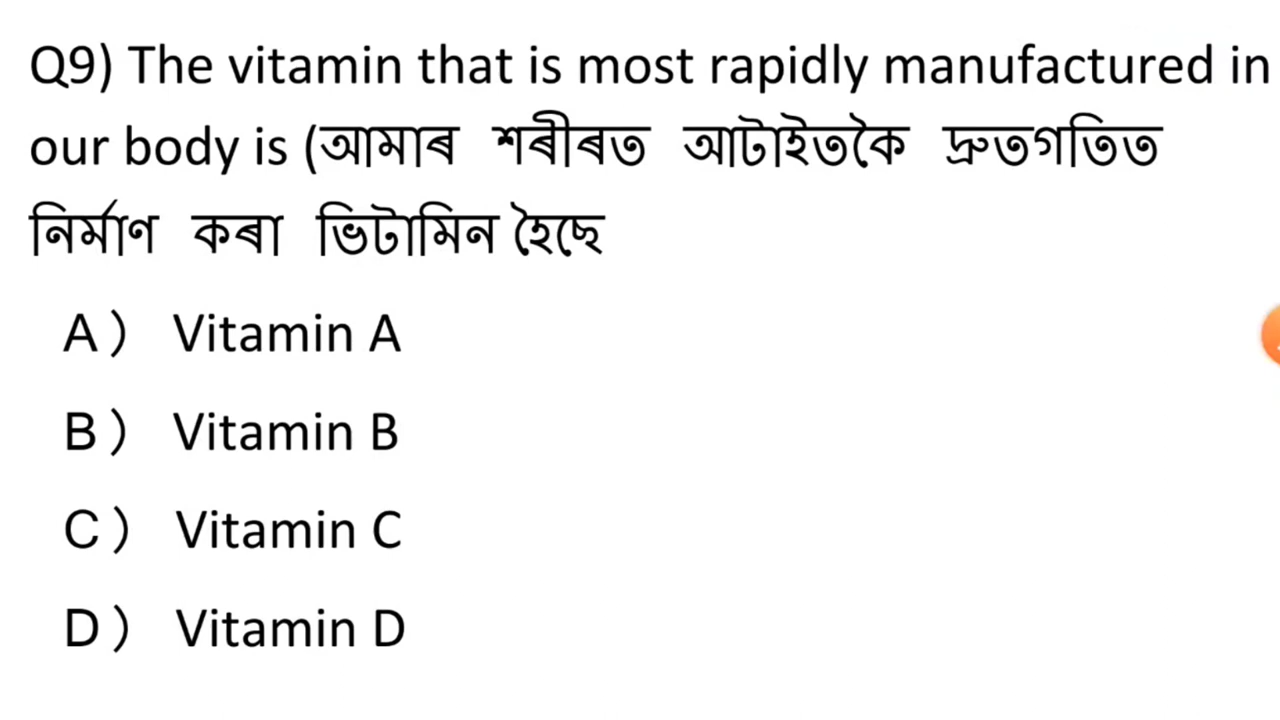 Q9) The vitamin that is most rapidly manufactured in
our body is (আমাৰ শৰীৰত আটাইতকৈ দ্ৰুতগতিত
নিৰ্মাণ কৰা ভিটামিন হৈছে
A) Vitamin A
B) Vitamin B
C) Vitamin C
D) Vitamin D